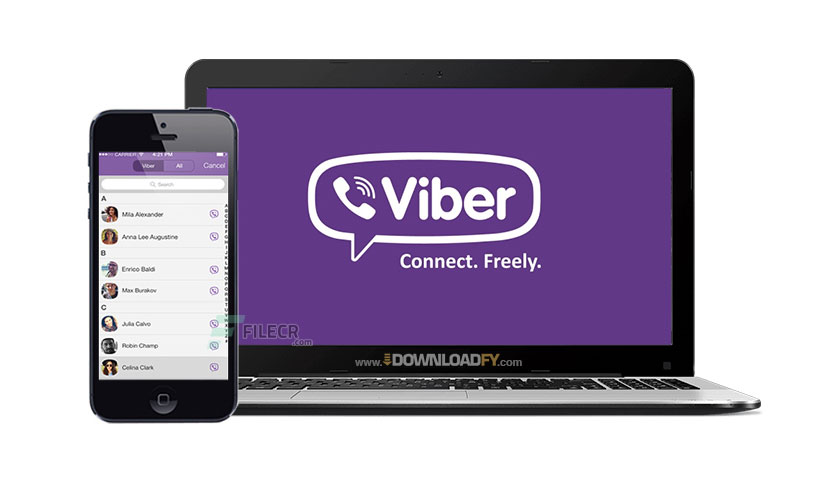 CARRIER
4:21 PM
Viber
All
Cancel
Search
A
Mila Alexander
Anna Lee Augustine
B
Enrico Baldi
Max Burakov
C
Julia Calvo
Robin Champ
Celina Clark
Viber
Connect. Freely.
FILECR
.com
www.DOWNLOADFY.com